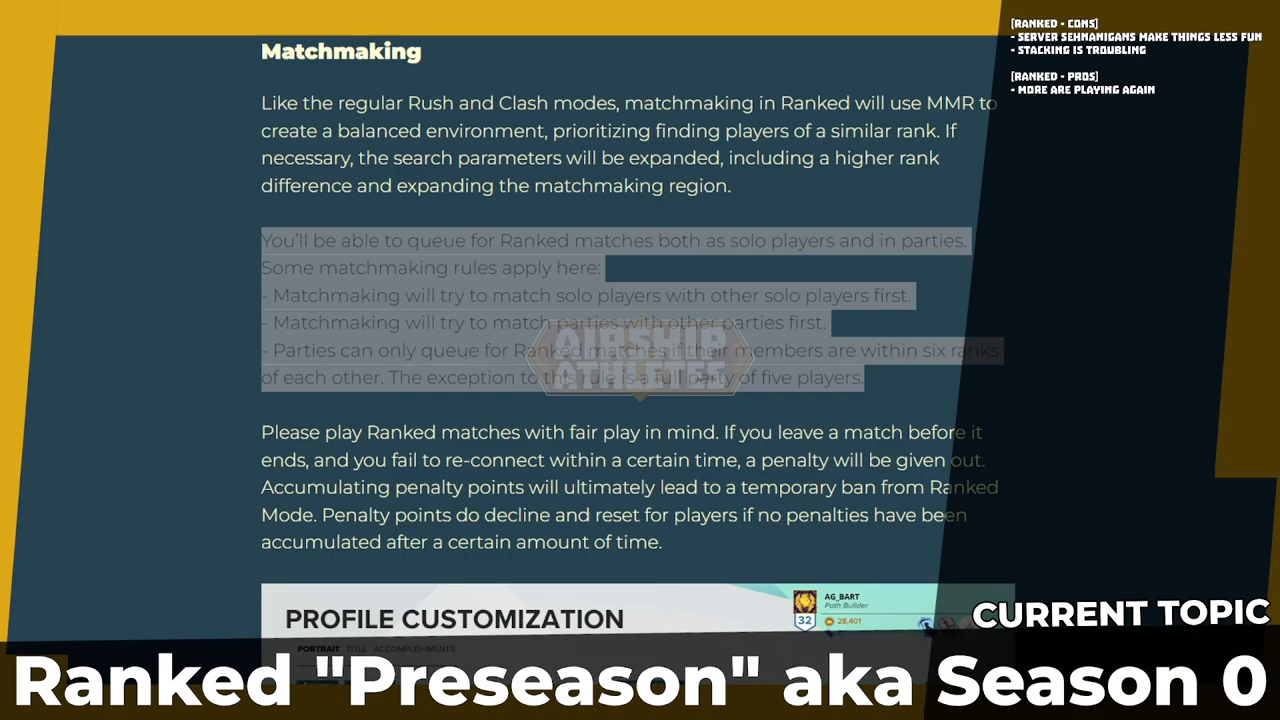 [RANKED - CONS]
- SERVER SEHNANIGANS MAKE THINGS LESS FUN
- STACKING IS TROUBLING
[RANKED - PROS]
- MORE ARE PLAYING AGAIN
Matchmaking
Like the regular Rush and Clash modes, matchmaking in Ranked will use MMR to
create a balanced environment, prioritizing finding players of a similar rank. If
necessary, the search parameters will be expanded, including a higher rank
difference and expanding the matchmaking region.
You'll be able to queue for Ranked matches both as solo players and in parties.
Some matchmaking rules apply here:
- Matchmaking will try to match solo players with other solo players first.
- Matchmaking will try to match parties with other parties first.
- Parties can only queue for Ranked matches if their members are within six ranks
of each other. The exception to this rule is a full party of five players.
AIRSHIP
ATHLETES
Please play Ranked matches with fair play in mind. If you leave a match before it
ends, and you fail to re-connect within a certain time, a penalty will be given out.
Accumulating penalty points will ultimately lead to a temporary ban from Ranked
Mode. Penalty points do decline and reset for players if no penalties have been
accumulated after a certain amount of time.
PROFILE CUSTOMIZATION
AG_BART
Path Builder
32
28,401
PORTRAIT TITLE ACCOMPLISHMENTS
CURRENT TOPIC
Ranked "Preseason" aka Season 0